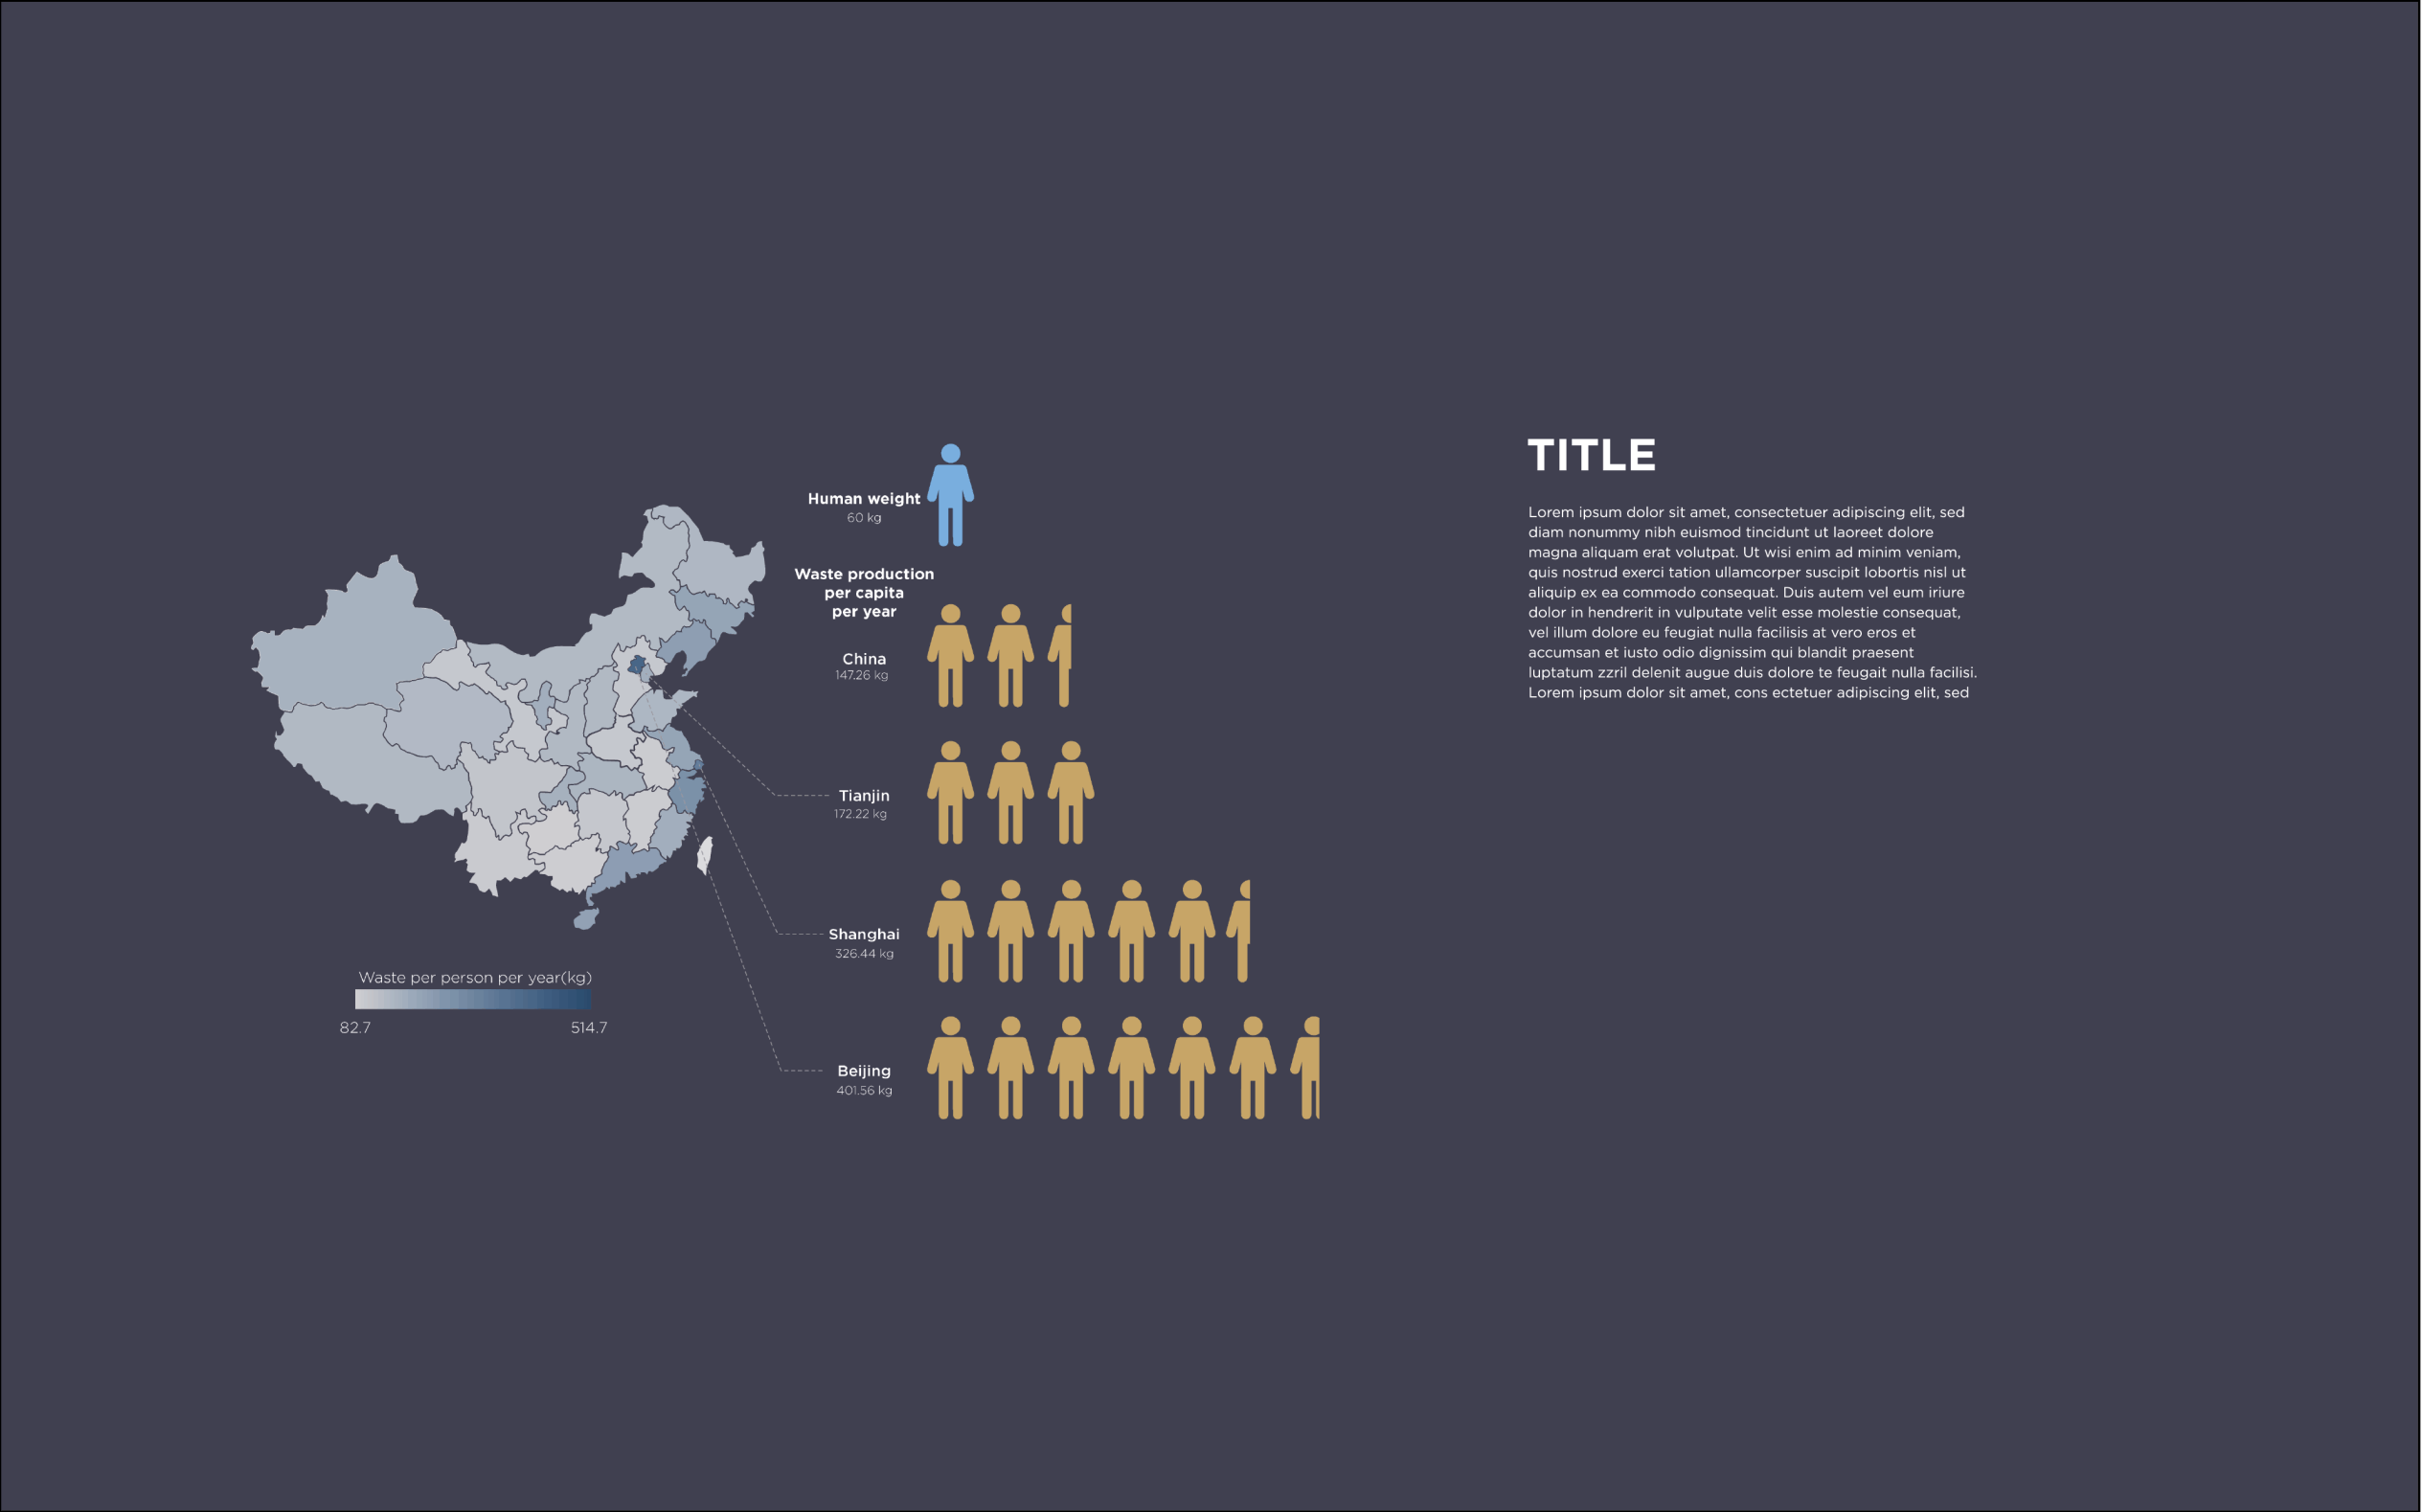 Human weight
60 kg
Waste production
per capita
per year
China
147.26 kg
Tianjin
172.22 kg
Shanghai
326.44 kg
Beijing
401.56 kg
Waste per person per year(kg)
82.7 514.7
TITLE
Lorem ipsum dolor sit amet, consectetuer adipiscing elit, sed
diam nonummy nibh euismod tincidunt ut laoreet dolore
magna aliquam erat volutpat. Ut wisi enim ad minim veniam,
quis nostrud exerci tation ullamcorper suscipit lobortis nisl ut
aliquip ex ea commodo consequat. Duis autem vel eum iriure
dolor in hendrerit in vulputate velit esse molestie consequat,
vel illum dolore eu feugiat nulla facilisis at vero eros et
accumsan et iusto odio dignissim qui blandit praesent
luptatum zzril delenit augue duis dolore te feugait nulla facilisi.
Lorem ipsum dolor sit amet, cons ectetuer adipiscing elit, sed